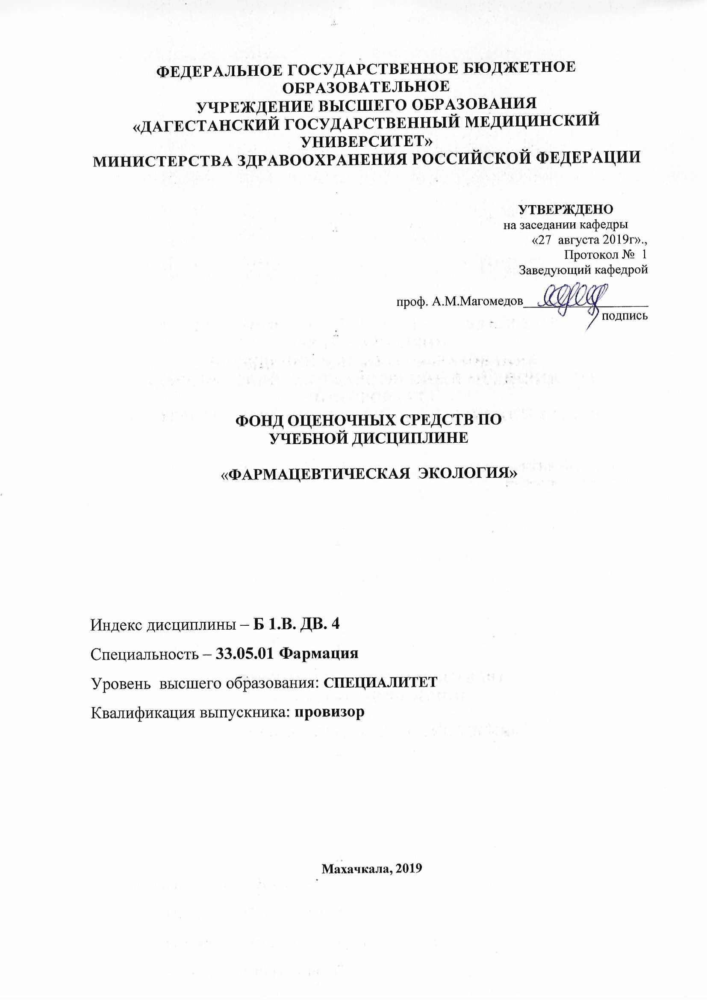 ФЕДЕРАЛЬНОЕ ГОСУДАРСТВЕННОЕ БЮДЖЕТНОЕ
ОБРАЗОВАТЕЛЬНОЕ
УЧРЕЖДЕНИЕ ВЫСШЕГО ОБРАЗОВАНИЯ
«ДАГЕСТАНСКИЙ ГОСУДАРСТВЕННЫЙ МЕДИЦИНСКИЙ
УНИВЕРСИТЕТ»
МИНИСТЕРСТВА ЗДРАВООХРАНЕНИЯ РОССИЙСКОЙ ФЕДЕРАЦИИ
УТВЕРЖДЕНО
на заседании кафедры
«27 августа 2019г».,
Протокол № 1
Заведующий кафедрой
проф. А.М.Магомедов____________________
подпись
ФОНД ОЦЕНОЧНЫХ СРЕДСТВ ПО
УЧЕБНОЙ ДИСЦИПЛИНЕ
«ФАРМАЦЕВТИЧЕСКАЯ ЭКОЛОГИЯ»
Индекс дисциплины – Б 1.В. ДВ. 4
Специальность – 33.05.01 Фармация
Уровень высшего образования: СПЕЦИАЛИТЕТ
Квалификация выпускника: провизор
Махачкала, 2019